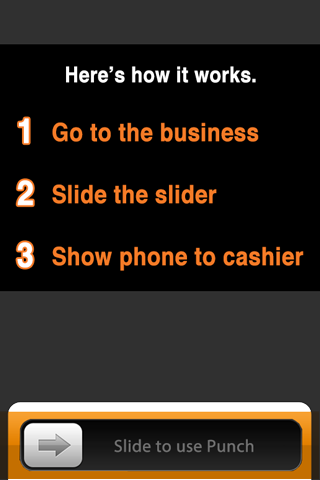 Here's how it works.
1 Go to the business
2 Slide the slider
3 Show phone to cashier
Slide to use Punch